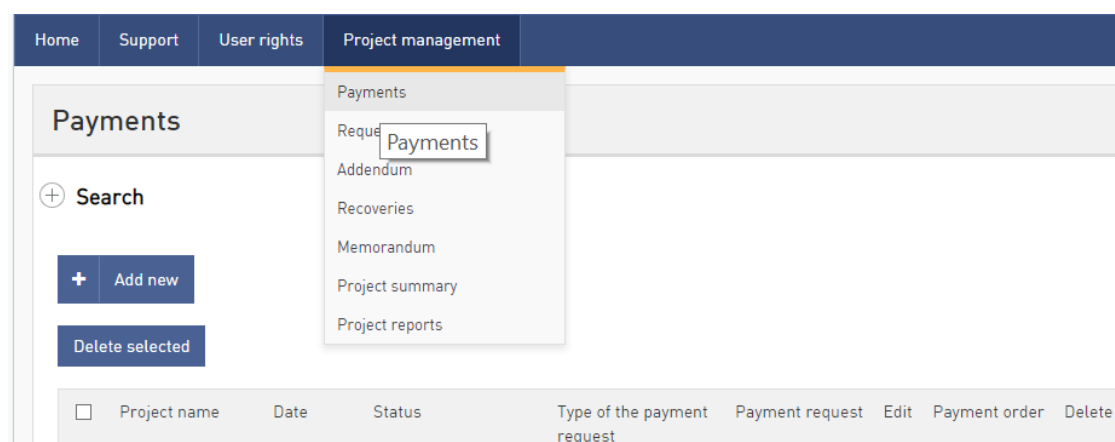 Home Support User rights Project management
Payments
Payments
Reque
Payments
Addendum
Search
Recoveries
Memorandum
Add new
Project summary
Project reports
Delete selected
Project name Date Status Type of the payment request Payment request Edit Payment order Delete